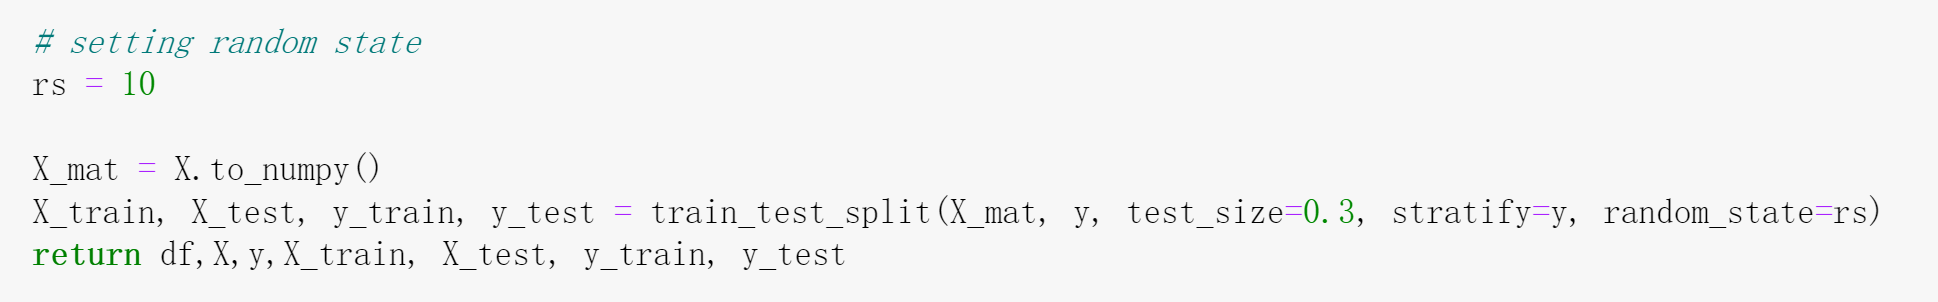 # setting random state
rs = 10
X_mat = X.to_numpy()
X_train, X_test, y_train, y_test = train_test_split(X_mat, y, test_size=0.3, stratify=y, random_state=rs)
return df,X,y,X_train, X_test, y_train, y_test